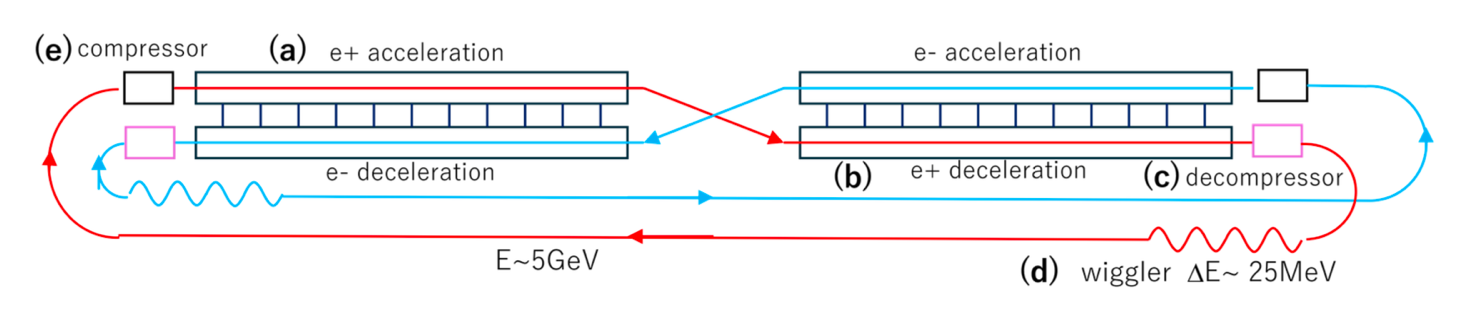 (e) compressor
(a) e+ acceleration
e- acceleration
e- deceleration
(b) e+ deceleration
(c) decompressor
E~5GeV
(d) wiggler ΔE~ 25MeV